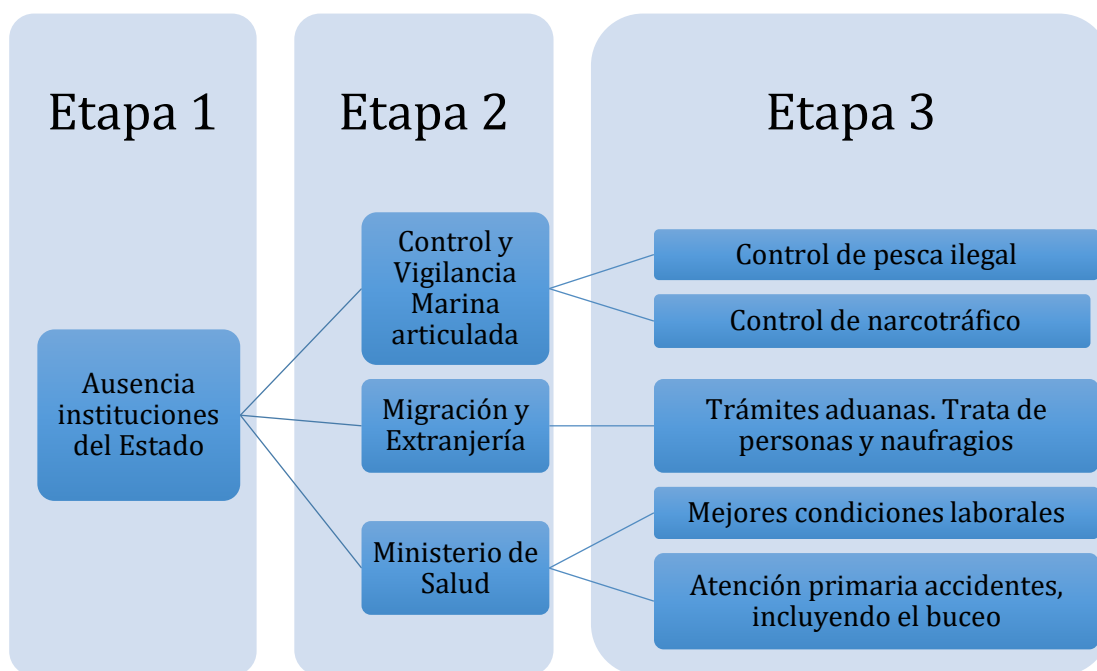 Etapa 1
Ausencia
instituciones
del Estado
Etapa 2
Control y
Vigilancia
Marina
articulada
Migración y
Extranjería
Ministerio de
Salud
Etapa 3
Control de pesca ilegal
Control de narcotráfico
Trámites aduanas. Trata de
personas y naufragios
Mejores condiciones laborales
Atención primaria accidentes,
incluyendo el buceo